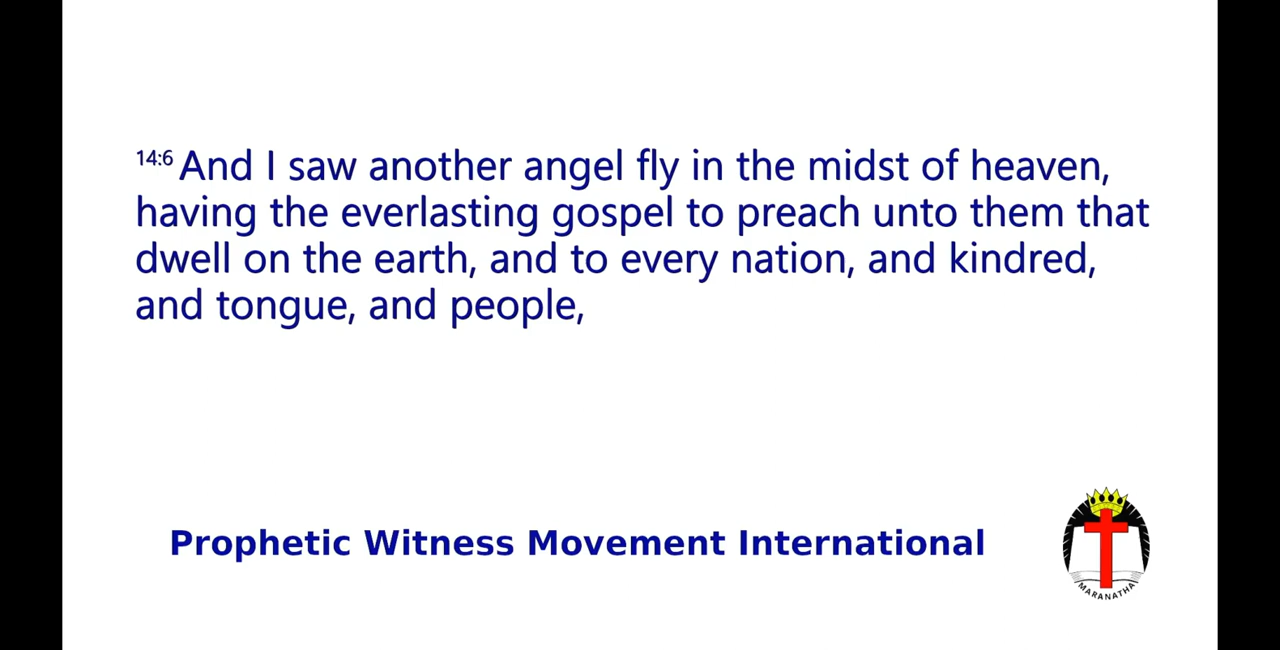 14:6 And I saw another angel fly in the midst of heaven,
having the everlasting gospel to preach unto them that
dwell on the earth, and to every nation, and kindred,
and tongue, and people,
Prophetic Witness Movement International
MARANATHA